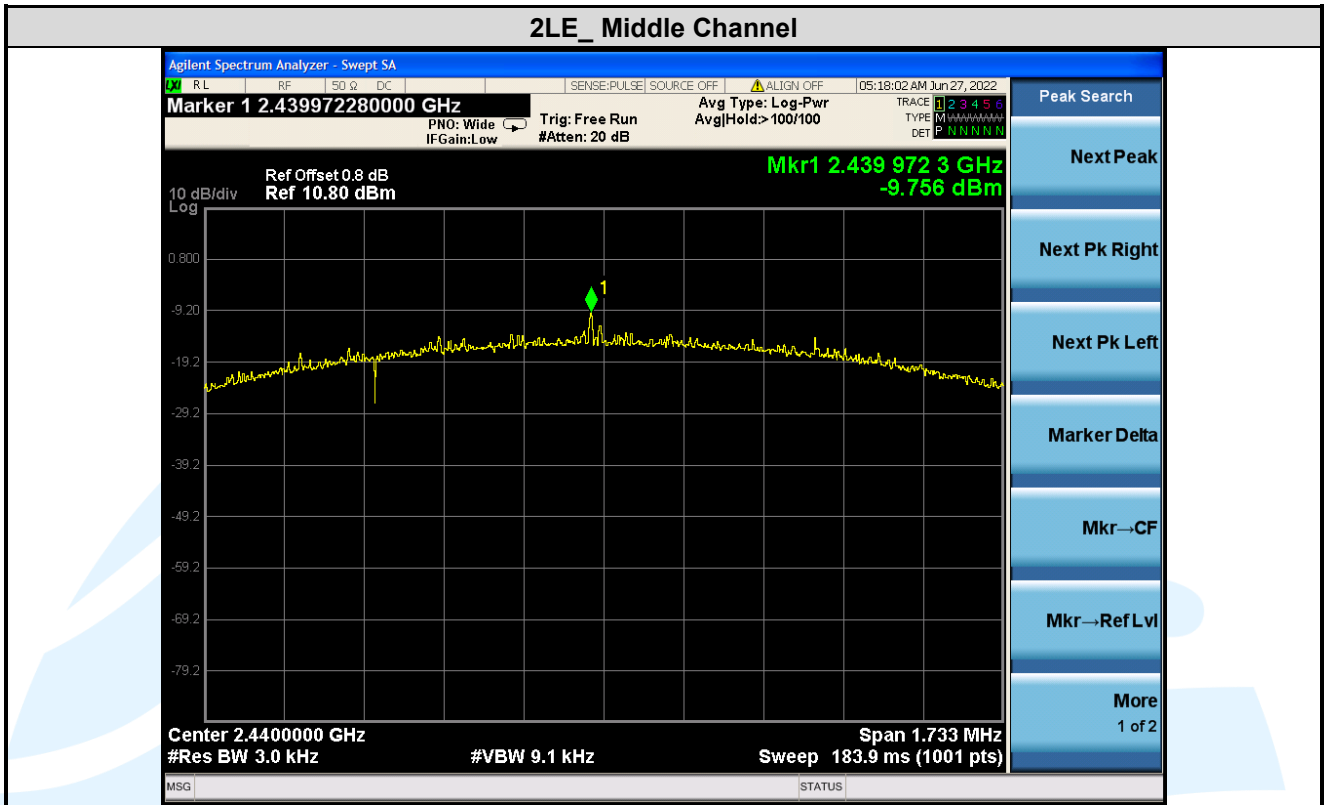 2LE_ Middle Channel
Agilent Spectrum Analyzer - Swept SA
LXI RL RF 50 Ω DC SENSE:PULSE SOURCE OFF ALIGN OFF 05:18:02 AM Jun 27, 2022
Marker 1 2.439972280000 GHz
PNO: Wide
IFGain:Low
Trig: Free Run
#Atten: 20 dB
Avg Type: Log-Pwr
Avg|Hold:> 100/100
TRACE 1 2 3 4 5 6
TYPE M
DET P N N N N N
Mkr1 2.439 972 3 GHz
-9.756 dBm
Ref Offset 0.8 dB
10 dB/div Ref 10.80 dBm
Log
0.800
-9.20
-19.2
-29.2
-39.2
-49.2
-59.2
-69.2
-79.2
1
Center 2.4400000 GHz
Span 1.733 MHz
#Res BW 3.0 kHz
#VBW 9.1 kHz
Sweep 183.9 ms (1001 pts)
MSG
STATUS
Peak Search
Next Peak
Next Pk Right
Next Pk Left
Marker Delta
Mkr→CF
Mkr→Ref Lvl
More
1 of 2